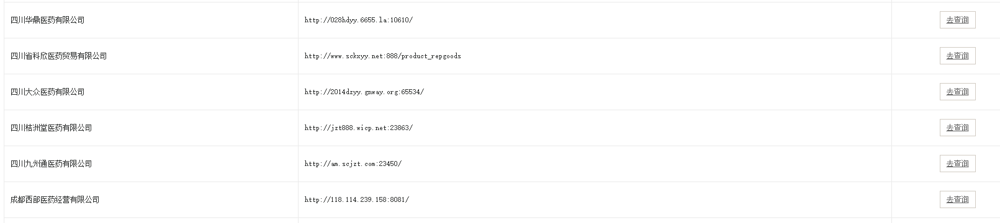 四川华鼎医药有限公司 http://028hdyy.6655.la:10610/ 去查询
四川省科欣医药贸易有限公司 http://www.sckxyy.net:888/product_repgoods 去查询
四川大众医药有限公司 http://2014dzyy.gnway.org:65534/ 去查询
四川桔洲堂医药有限公司 http://jzt888.wicp.net:23863/ 去查询
四川九州通医药有限公司 http://am.scjzt.com:23450/ 去查询
成都西部医药经营有限公司 http://118.114.239.158:8081/ 去查询